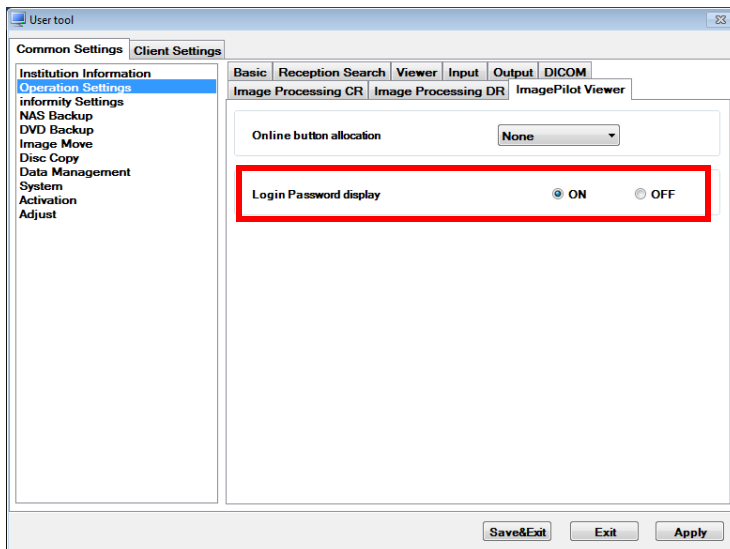 User tool
Common Settings Client Settings
Institution Information
Operation Settings
informity Settings
NAS Backup
DVD Backup
Image Move
Disc Copy
Data Management
System
Activation
Adjust
Basic Reception Search Viewer Input Output DICOM
Image Processing CR Image Processing DR ImagePilot Viewer
Online button allocation None
Login Password display ON OFF
Save&Exit Exit Apply